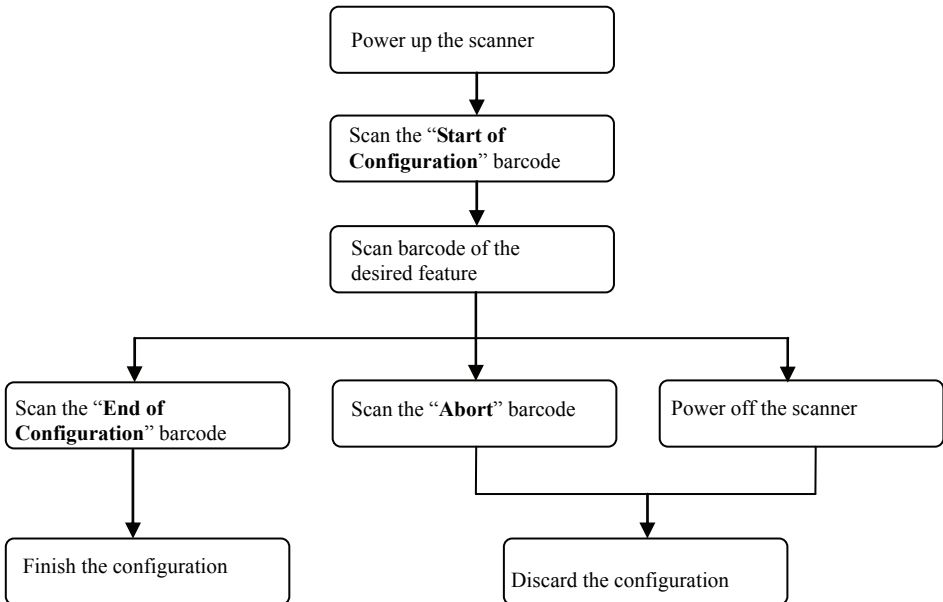 Power up the scanner
Scan the “Start of
Configuration” barcode
Scan barcode of the
desired feature
Scan the “End of
Configuration” barcode
Scan the “Abort” barcode
Power off the scanner
Finish the configuration
Discard the configuration